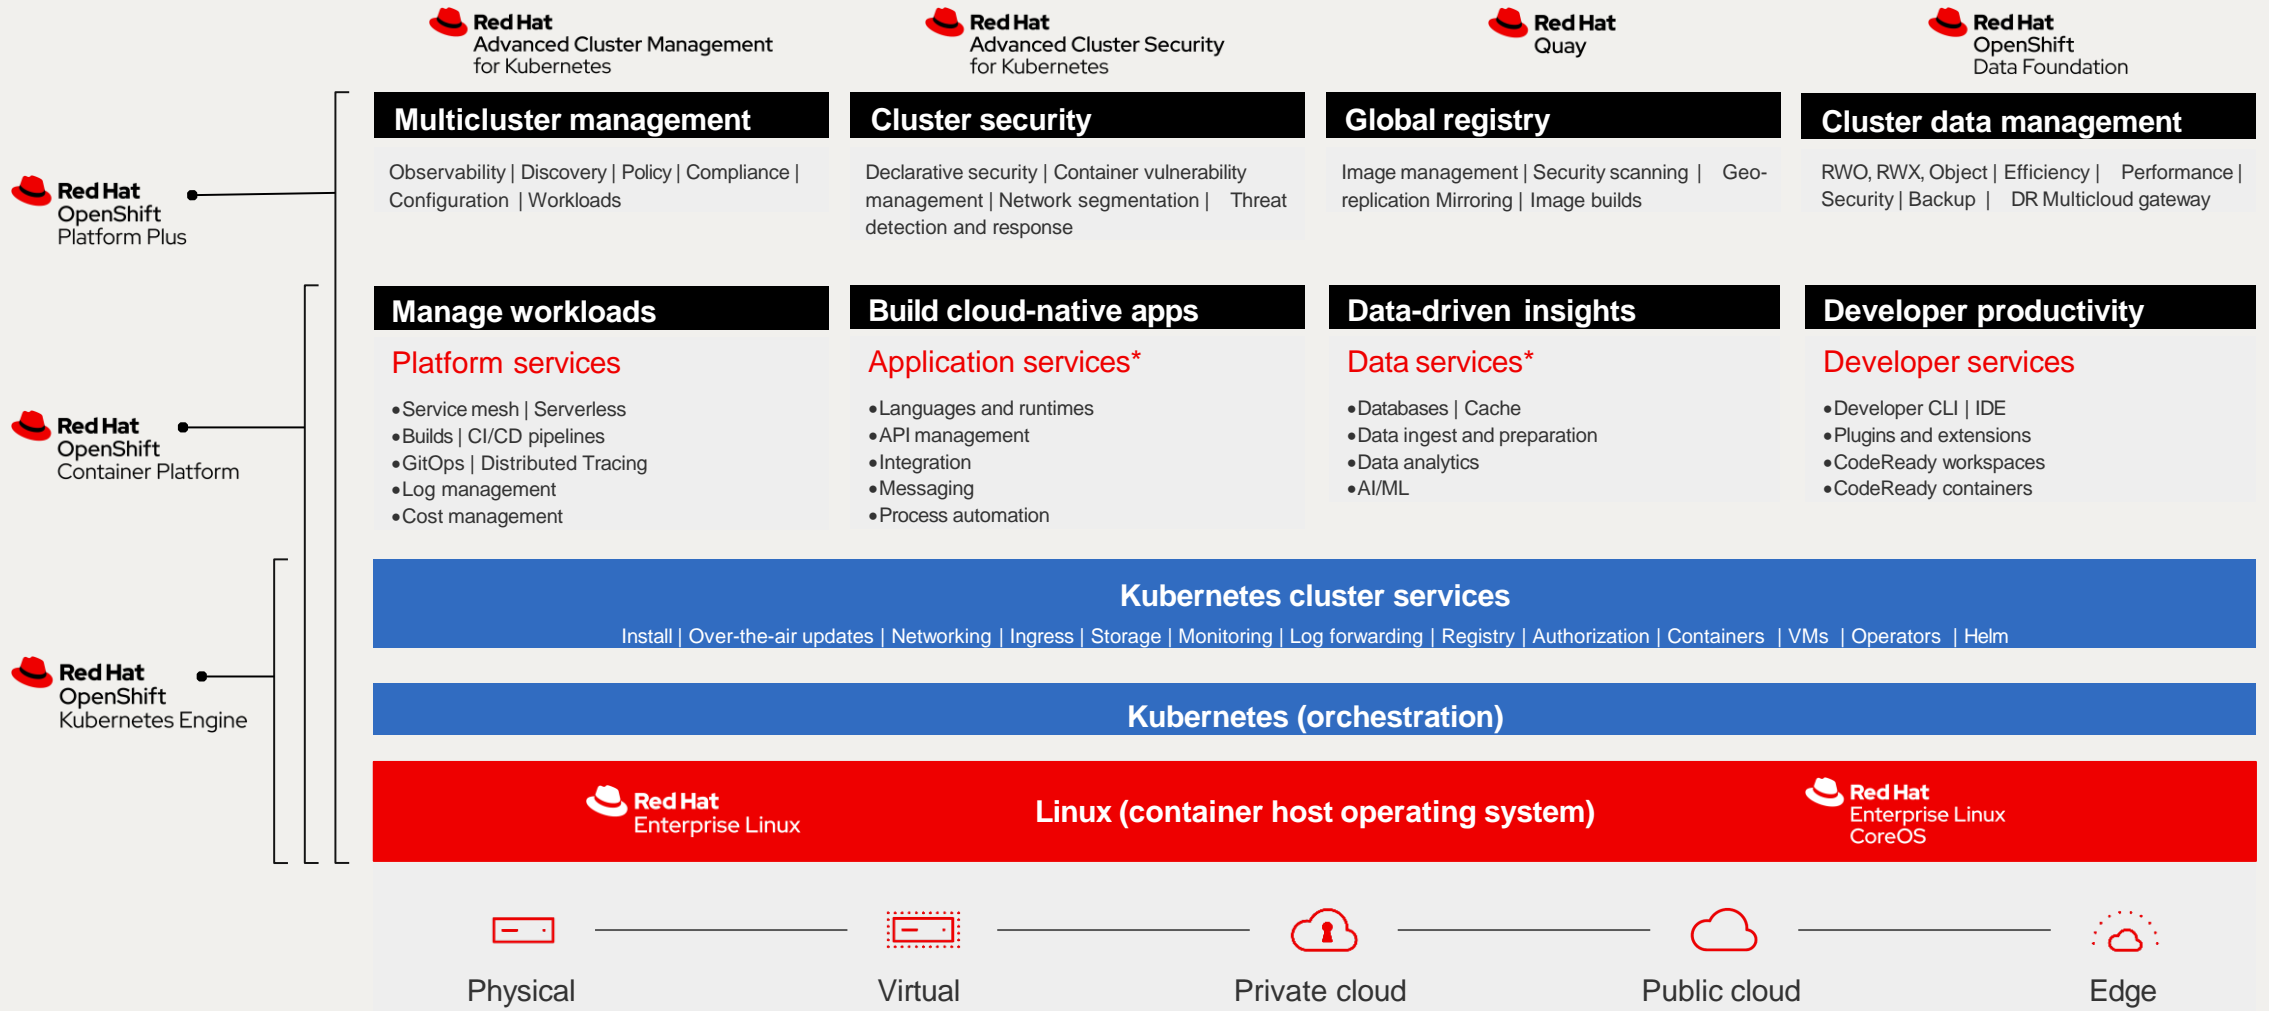 Red Hat
Advanced Cluster Management
for Kubernetes
Red Hat
Advanced Cluster Security
for Kubernetes
Red Hat
Quay
Red Hat
OpenShift
Data Foundation
Red Hat
OpenShift
Platform Plus
Multicluster management
Observability | Discovery | Policy | Compliance |
Configuration | Workloads
Cluster security
Declarative security | Container vulnerability
management | Network segmentation | Threat
detection and response
Global registry
Image management | Security scanning | Geo-
replication Mirroring | Image builds
Cluster data management
RWO, RWX, Object | Efficiency | Performance |
Security | Backup | DR Multicloud gateway
Red Hat
OpenShift
Container Platform
Manage workloads
Platform services
•Service mesh | Serverless
•Builds | CI/CD pipelines
•GitOps | Distributed Tracing
•Log management
•Cost management
Build cloud-native apps
Application services*
•Languages and runtimes
•API management
•Integration
•Messaging
•Process automation
Data-driven insights
Data services*
•Databases | Cache
•Data ingest and preparation
•Data analytics
•AI/ML
Developer productivity
Developer services
•Developer CLI | IDE
•Plugins and extensions
•CodeReady workspaces
•CodeReady containers
Red Hat
OpenShift
Kubernetes Engine
Kubernetes cluster services
Install | Over-the-air updates | Networking | Ingress | Storage | Monitoring | Log forwarding | Registry | Authorization | Containers | VMs | Operators | Helm
Kubernetes (orchestration)
Red Hat
Enterprise Linux
Linux (container host operating system)
Red Hat
Enterprise Linux
CoreOS
Physical
Virtual
Private cloud
Public cloud
Edge